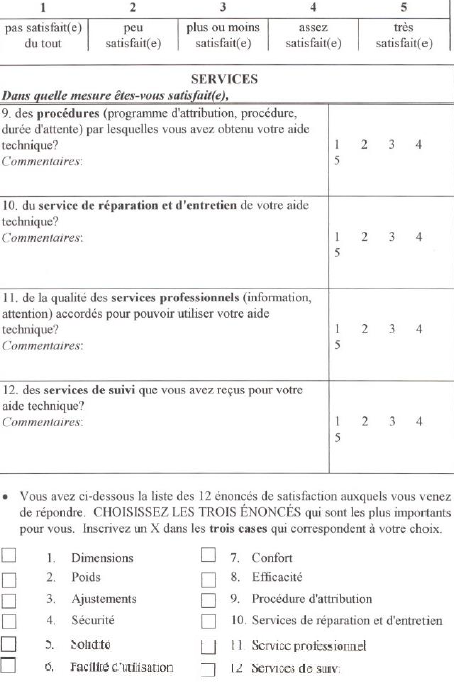 1 2 3 4 5
pas satisfait(e) peu plus ou moins assez très
du tout satisfait(e) satisfait(e) satisfait(e) satisfait(e)
SERVICES
Dans quelle mesure êtes-vous satisfait(e),
9. des procédures (programme d'attribution, procédure,
durée d'attente) par lesquelles vous avez obtenu votre aide
technique? 1 2 3 4
Commentaires: 5
10. du service de réparation et d'entretien de votre aide
technique?
Commentaires: 1 2 3 4
5
11. de la qualité des services professionnels (information,
attention) accordés pour pouvoir utiliser votre aide
technique? 1 2 3 4
Commentaires: 5
12. des services de suivi que vous avez reçus pour votre
aide technique?
Commentaires: 1 2 3 4
5
• Vous avez ci-dessous la liste des 12 énoncés de satisfaction auxquels vous venez
de répondre. CHOISISSEZ LES TROIS ÉNONCÉS qui sont les plus importants
pour vous. Inscrivez un X dans les trois cases qui correspondent à votre choix.
1. Dimensions 7. Confort
2. Poids 8. Efficacité
3. Ajustements 9. Procédure d'attribution
4. Sécurité 10. Services de réparation et d'entretien
5. Solidité 11. Service professionnel
6. Facilité d'utilisation 12. Services de suivi